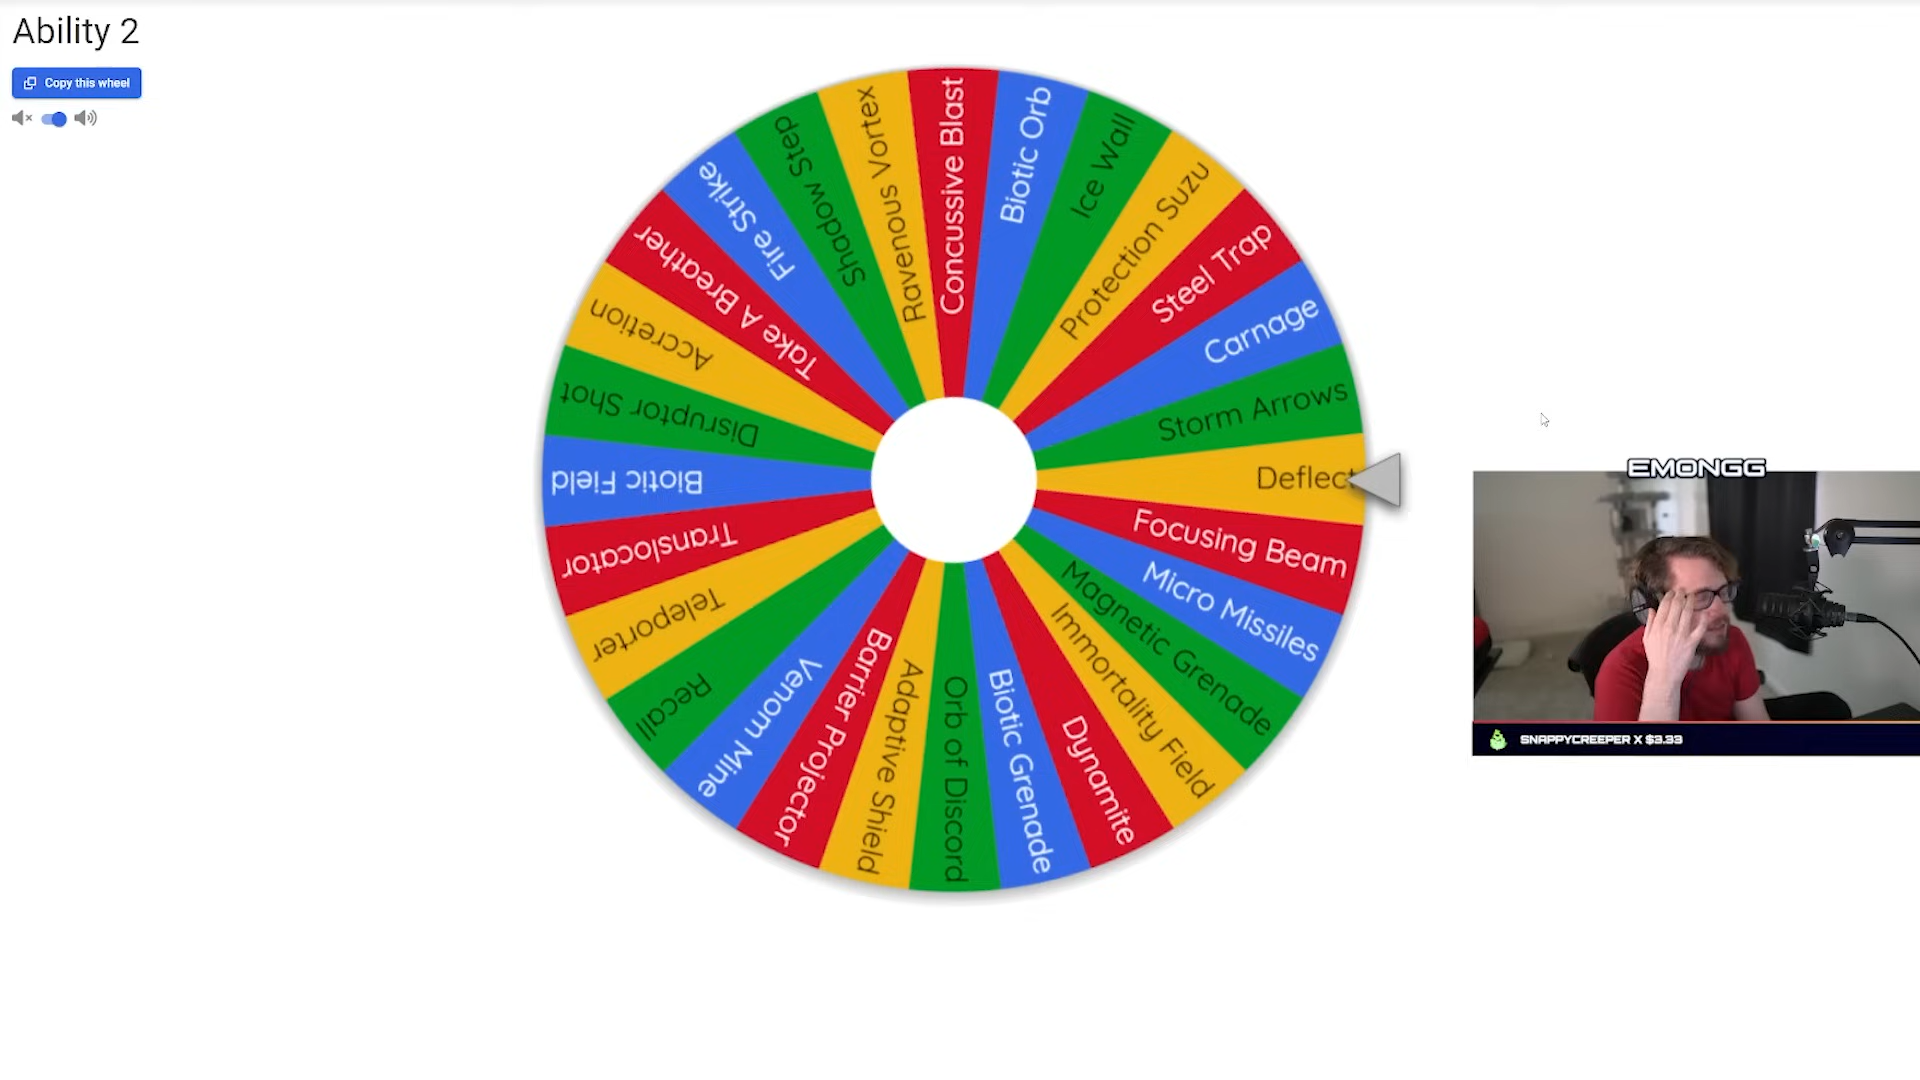 Ability 2
Copy this wheel
Concussive Blast
Biotic Orb
Ice Wall
Protection Suzu
Steel Trap
Carnage
Storm Arrows
Deflect
Focusing Beam
Micro Missiles
Magnetic Grenade
Immortality Field
Dynamite
Biotic Grenade
Orb of Discord
Adaptive Shield
Barrier Projector
Venom Mine
Recall
Teleporter
Translocator
Biotic Field
Disruptor Shot
Accretion
Take A Breather
Fire Strike
Shadow Step
Ravenous Vortex
EMONGG
SNAPPYCREEPER X $3.33